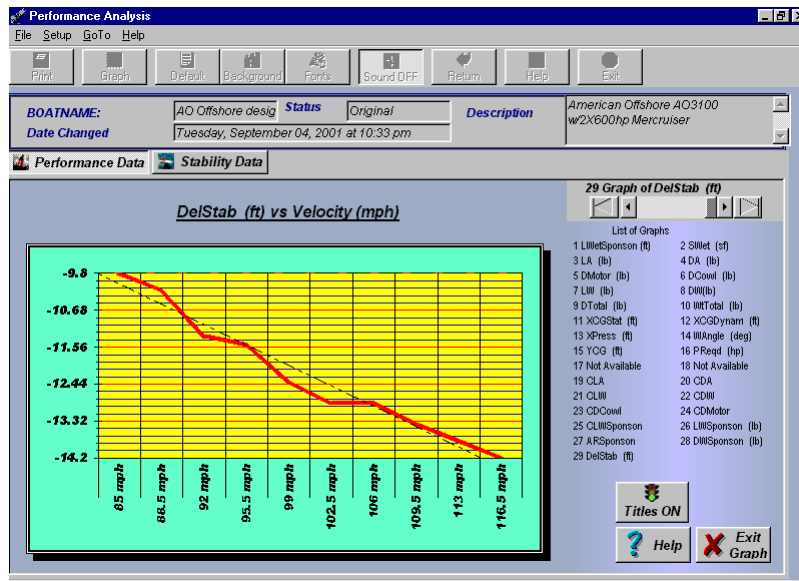 Performance Analysis
File Setup GoTo Help
Print Graph Default Background Fonts Sound OFF Return Help Exit
BOATNAME: AO Offshore desig Status Original Description American Offshore AO3100
w/2X600hp Mercruiser
Date Changed Tuesday, September 04, 2001 at 10:33 pm
Performance Data Stability Data
29 Graph of DelStab (ft)
DelStab (ft) vs Velocity (mph)
List of Graphs
1 LWetSponson (ft) 2 SWet (sf)
3 LA (lb) 4 DA (lb)
5 DMotor (lb) 6 DCowl (lb)
7 LW (lb) 8 DW(lb)
9 DTotal (lb) 10 WtTotal (lb)
11 XCGStat (ft) 12 XCGDynam (ft)
13 XPress (ft) 14 WAngle (deg)
15 YCG (ft) 16 PReqd (hp)
17 Not Available 18 Not Available
19 CLA 20 CDA
21 CLW 22 CDW
23 CDCowl 24 CDMotor
25 CLWSponson 26 LWSponson (lb)
27 ARSponson 28 DWSponson (lb)
29 DelStab (ft)
-9.8
-10.68
-11.56
-12.44
-13.32
-14.2
85 mph
88.5 mph
92 mph
95.5 mph
99 mph
102.5 mph
106 mph
109.5 mph
113 mph
116.5 mph
Titles ON
Help
Exit
Graph